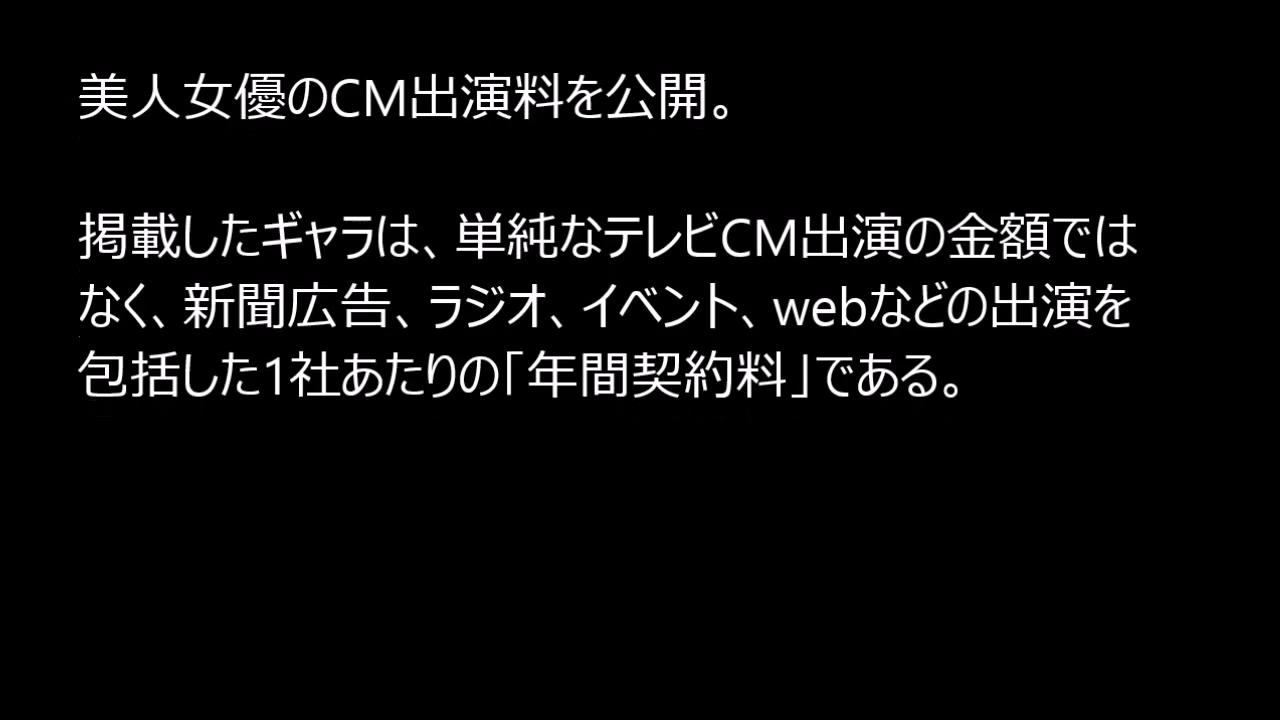 美人女優のCM出演料を公開。
掲載したギャラは、単純なテレビCM出演の金額では
なく、新聞広告、ラジオ、イベント、webなどの出演を
包括した1社あたりの「年間契約料」である。